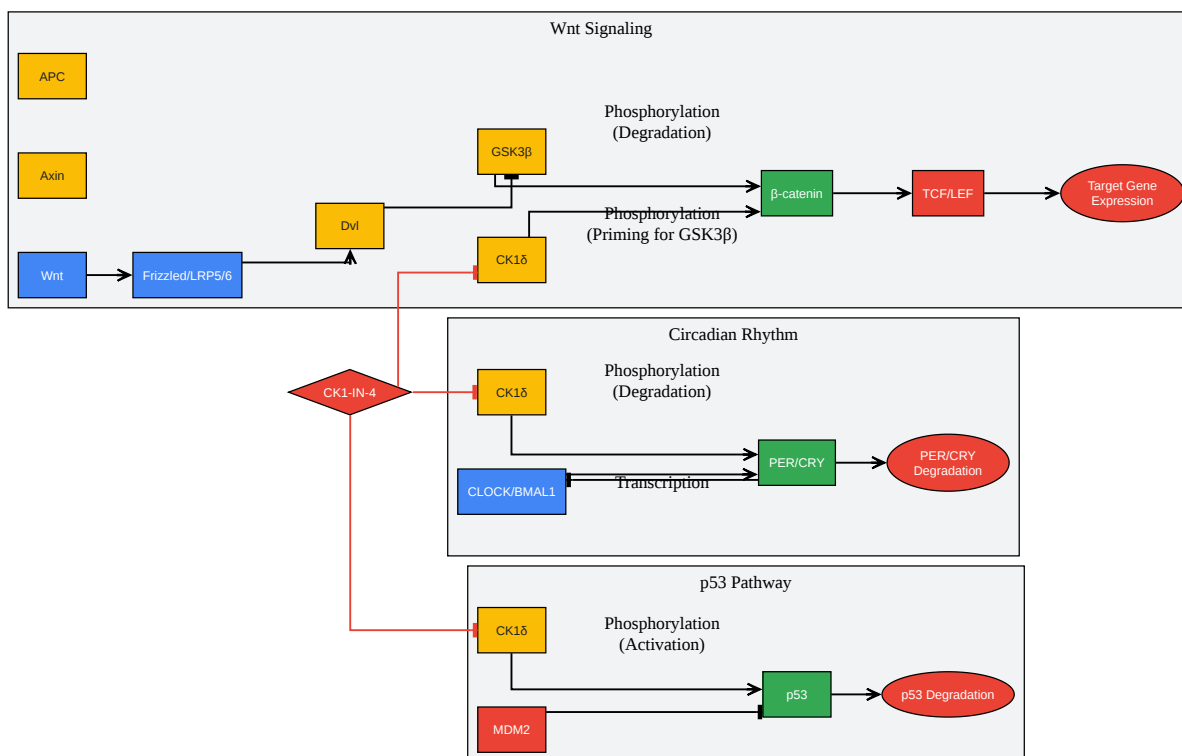 Wnt Signaling
APC
Phosphorylation
(Degradation)
GSK3β
Axin
β-catenin
TCF/LEF
Target Gene
Expression
Dvl
Phosphorylation
(Priming for GSK3β)
CK1δ
Wnt
Frizzled/LRP5/6
Circadian Rhythm
Phosphorylation
(Degradation)
CK1-IN-4
CK1δ
PER/CRY
PER/CRY
Degradation
CLOCK/BMAL1
Transcription
p53 Pathway
CK1δ
Phosphorylation
(Activation)
p53
p53 Degradation
MDM2